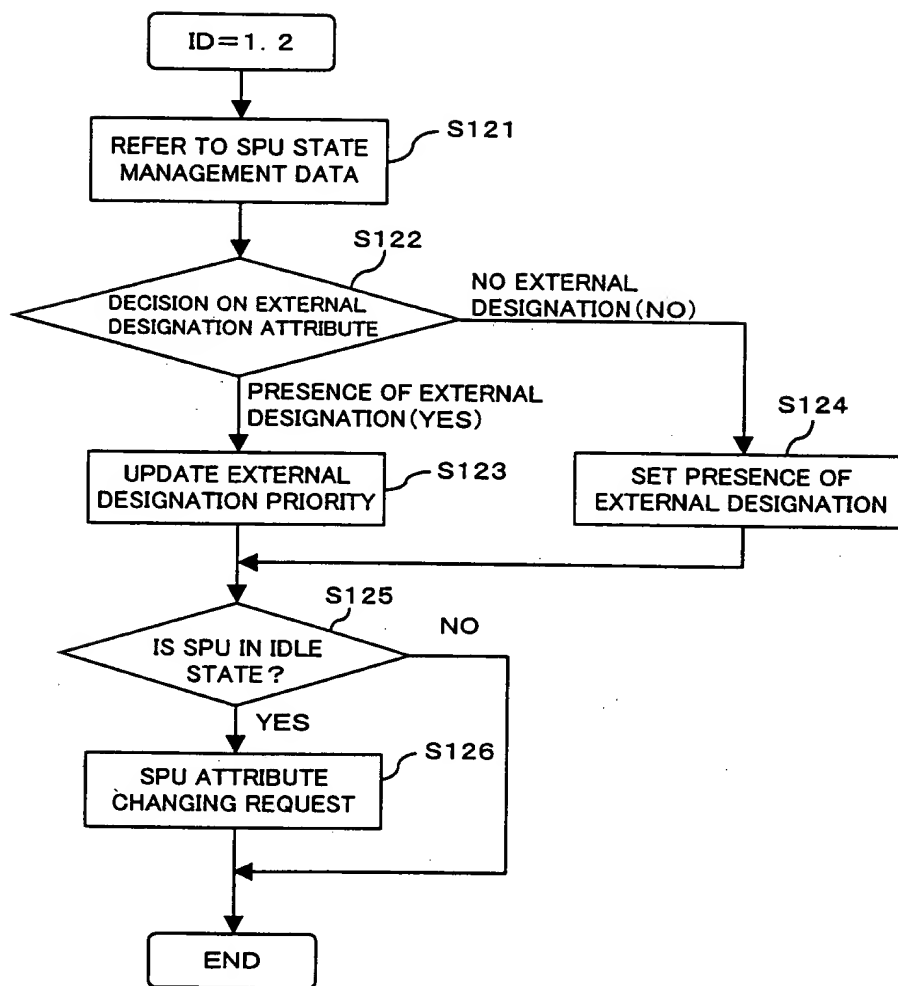 ID=1. 2
S121
REFER TO SPU STATE
MANAGEMENT DATA
S122
DECISION ON EXTERNAL
DESIGNATION ATTRIBUTE
NO EXTERNAL
DESIGNATION(NO)
PRESENCE OF EXTERNAL
DESIGNATION(YES)
S123
UPDATE EXTERNAL
DESIGNATION PRIORITY
S124
SET PRESENCE OF
EXTERNAL DESIGNATION
S125
IS SPU IN IDLE
STATE?
NO
YES
S126
SPU ATTRIBUTE
CHANGING REQUEST
END